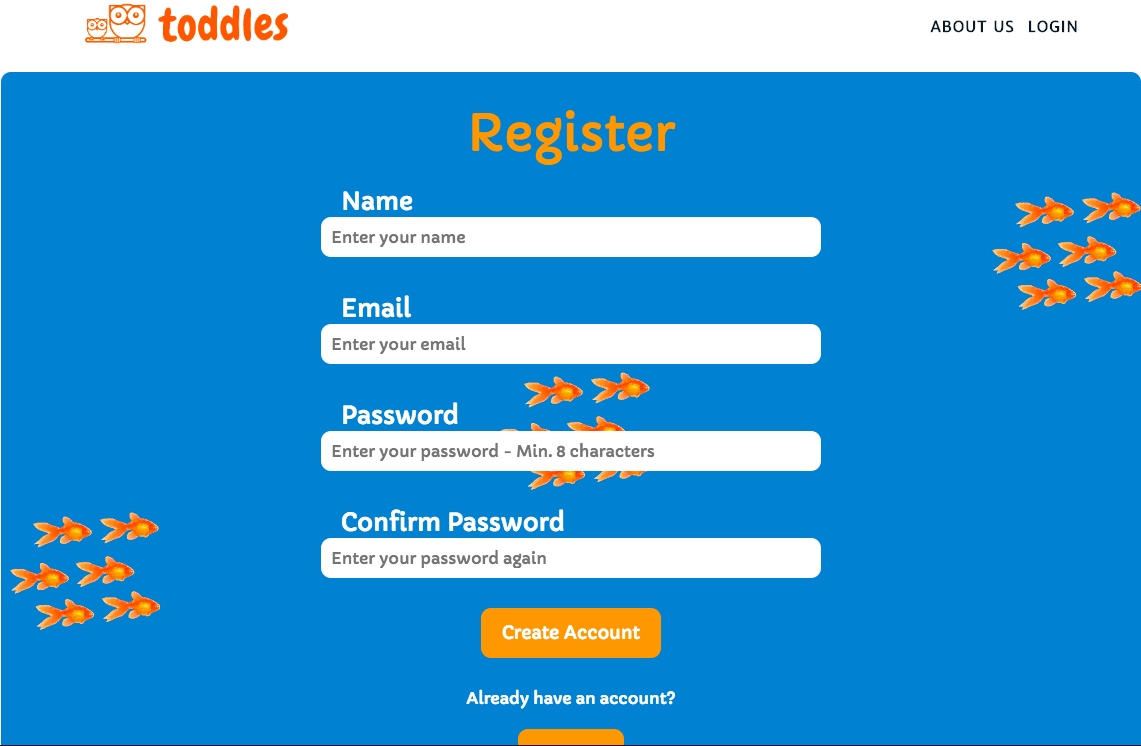 toddles
ABOUT US LOGIN
Register
Name
Enter your name
Email
Enter your email
Password
Enter your password - Min. 8 characters
Confirm Password
Enter your password again
Create Account
Already have an account?